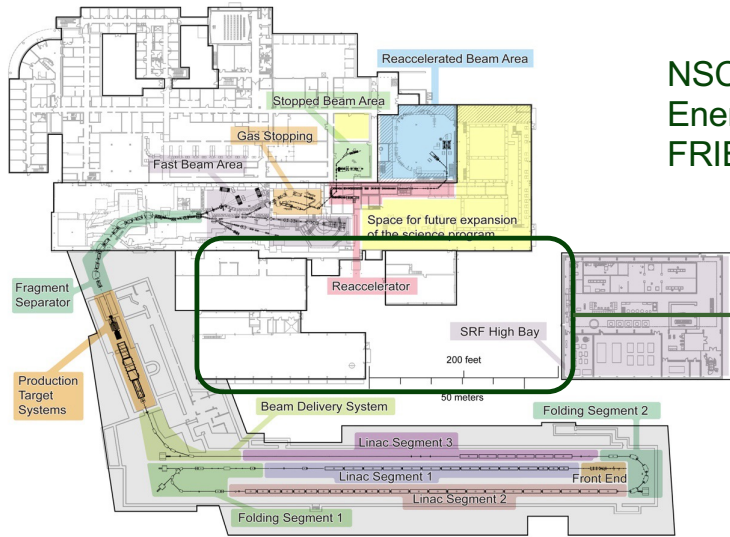 Reaccelerated Beam Area
NSC
Ener
FRIE
Stopped Beam Area
Gas Stopping
Fast Beam Area
Space for future expansion
of the science program
Fragment
Separator
Reaccelerator
SRF High Bay
200 feet
50 meters
Production
Target
Systems
Beam Delivery System
Folding Segment 2
Linac Segment 3
Linac Segment 1
Front End
Linac Segment 2
Folding Segment 1